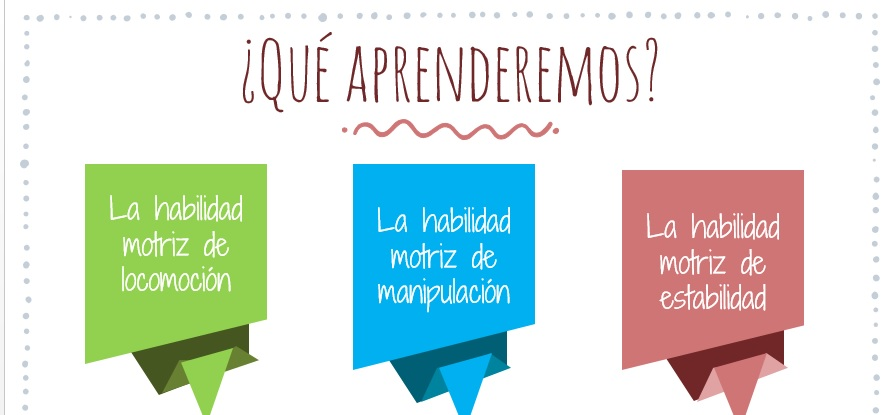 ¿QUÉ APRENDEREMOS?
La habilidad
motriz de
locomoción
La habilidad
motriz de
manipulación
La habilidad
motriz de
estabilidad